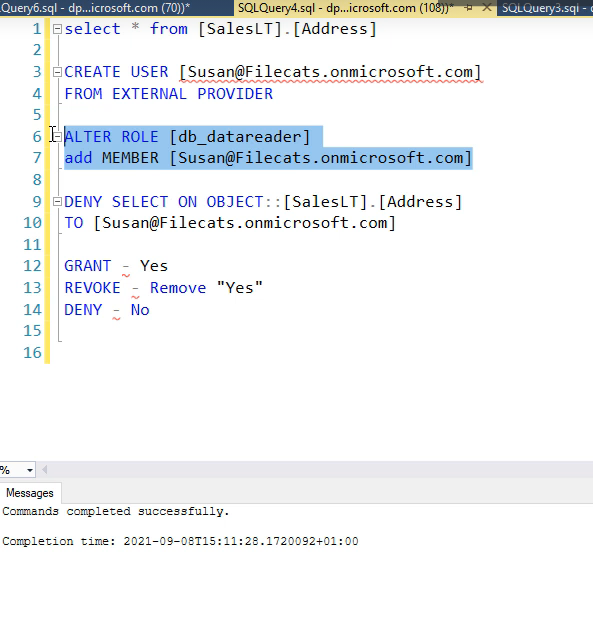 LQuery6.sql - dp...icrosoft.com (70))* SQLQuery4.sql - dp...icrosoft.com (108))* SQLQuery3.sql - d
1 select * from [SalesLT].[Address]
2
3 CREATE USER [Susan@Filecats.onmicrosoft.com]
4 FROM EXTERNAL PROVIDER
5
6 ALTER ROLE [db_datareader]
7 add MEMBER [Susan@Filecats.onmicrosoft.com]
8
9 DENY SELECT ON OBJECT::[SalesLT].[Address]
10 TO [Susan@Filecats.onmicrosoft.com]
11
12 GRANT - Yes
13 REVOKE - Remove "Yes"
14 DENY - No
15
16
%
Messages
Commands completed successfully.
Completion time: 2021-09-08T15:11:28.1720092+01:00